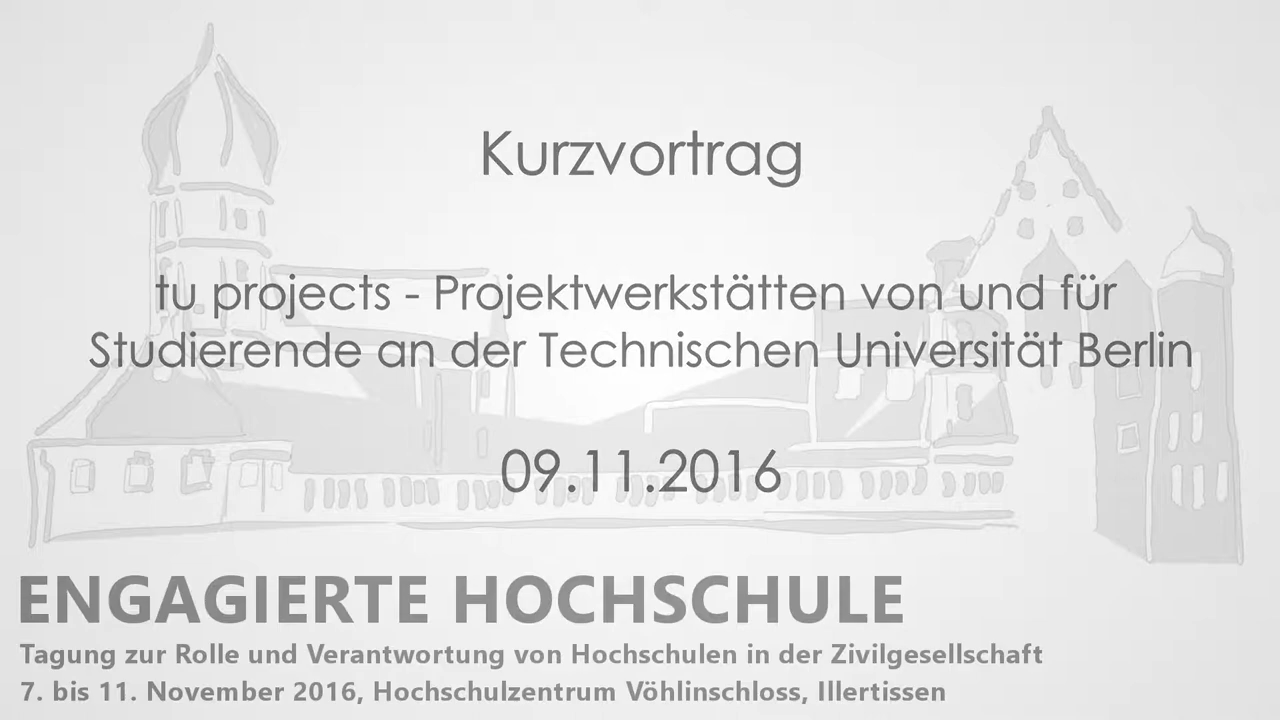 Kurzvortrag
tu projects - Projektwerkstätten von und für
Studierende an der Technischen Universität Berlin
09.11.2016
ENGAGIERTE HOCHSCHULE
Tagung zur Rolle und Verantwortung von Hochschulen in der Zivilgesellschaft
7. bis 11. November 2016, Hochschulzentrum Vöhlinschloss, Illertissen